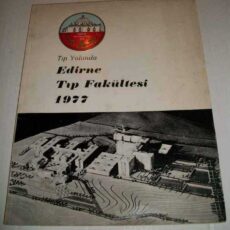 Tıp Yolunda
Edirne
Tıp Fakültesi
1977